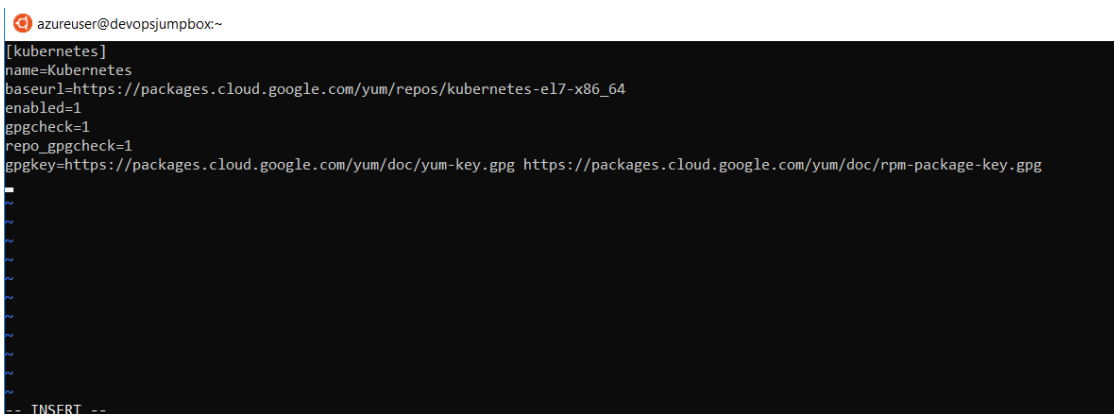 azureuser@devopsjumpbox:~
[kubernetes]
name=Kubernetes
baseurl=https://packages.cloud.google.com/yum/repos/kubernetes-el7-x86_64
enabled=1
gpgcheck=1
repo_gpgcheck=1
gpgkey=https://packages.cloud.google.com/yum/doc/yum-key.gpg https://packages.cloud.google.com/yum/doc/rpm-package-key.gpg
~
~
~
~
~
~
~
~
~
~
~
-- INSERT --